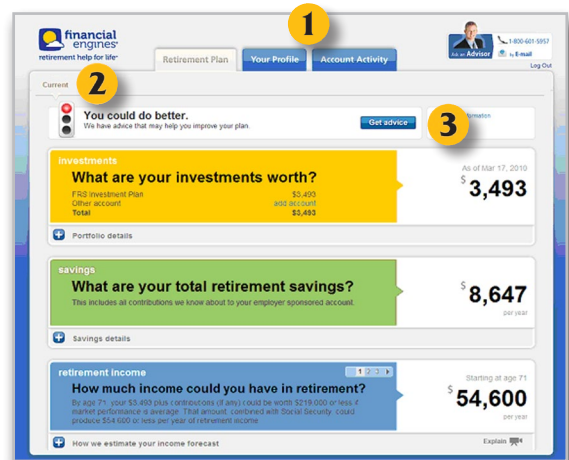 1
financial
engines
retirement help for life
Retirement Plan
Your Profile
Account Activity
Ask an Advisor
1-800-601-5957
by E-mail
Log Out
Current
2
You could do better.
We have advice that may help you improve your plan.
Get advice
3
investments
What are your investments worth?
FRS Investment Plan $3,493
Other account add account
Total $3,493
As of Mar 17, 2010
$3,493
Portfolio details
savings
What are your total retirement savings?
This includes all contributions we know about to your employer sponsored account.
$8,647
per year
Savings details
retirement income
1 2 3
How much income could you have in retirement?
By age 71, your $3,493 plus contributions (if any) could be worth $219,000 or less if
market performance is average. That amount, combined with Social Security, could
produce $54,600 or less per year of retirement income
Starting at age 71
$54,600
per year
How we estimate your income forecast
Explain